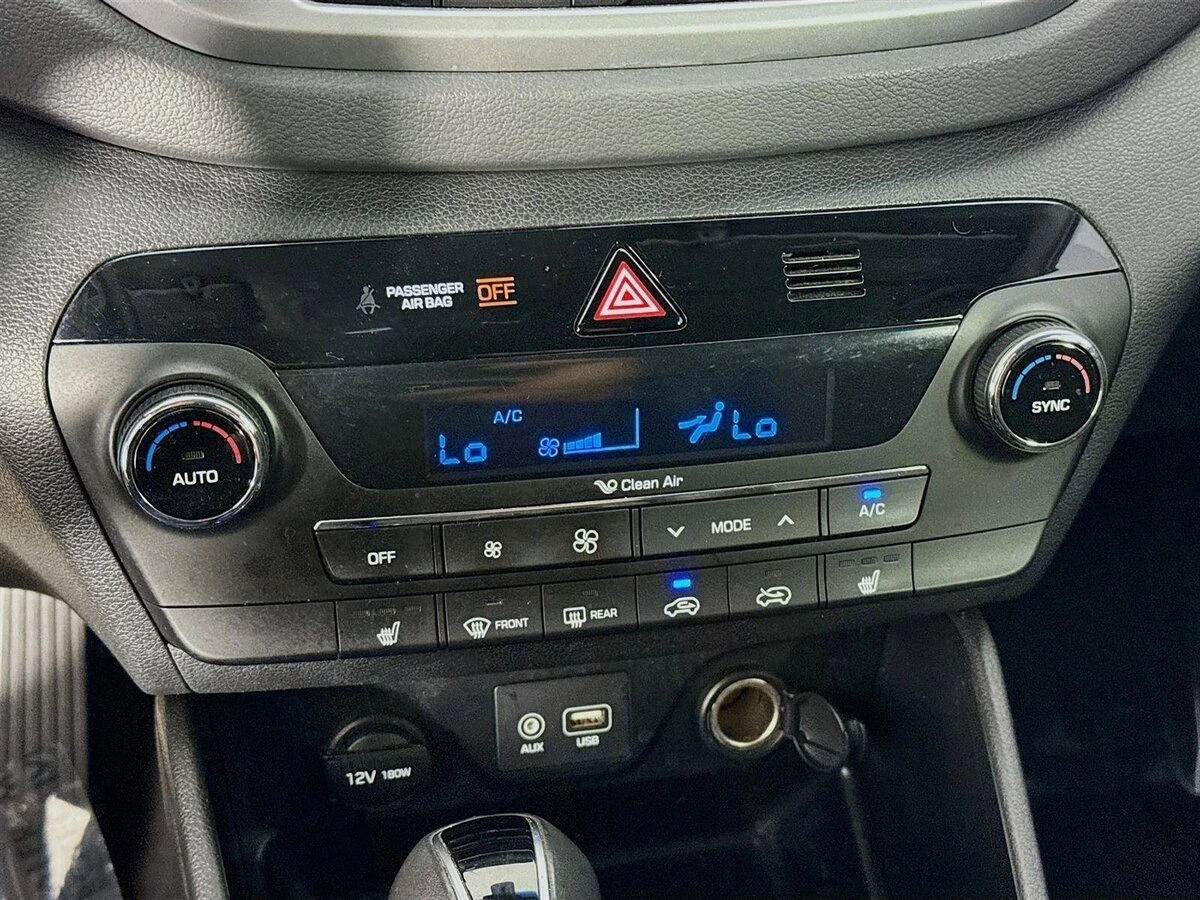 PASSENGER
AIR BAG
OFF
A/C
Lo
Lo
AUTO
SYNC
Clean Air
OFF
MODE
A/C
FRONT
REAR
12V 180W
AUX
USB